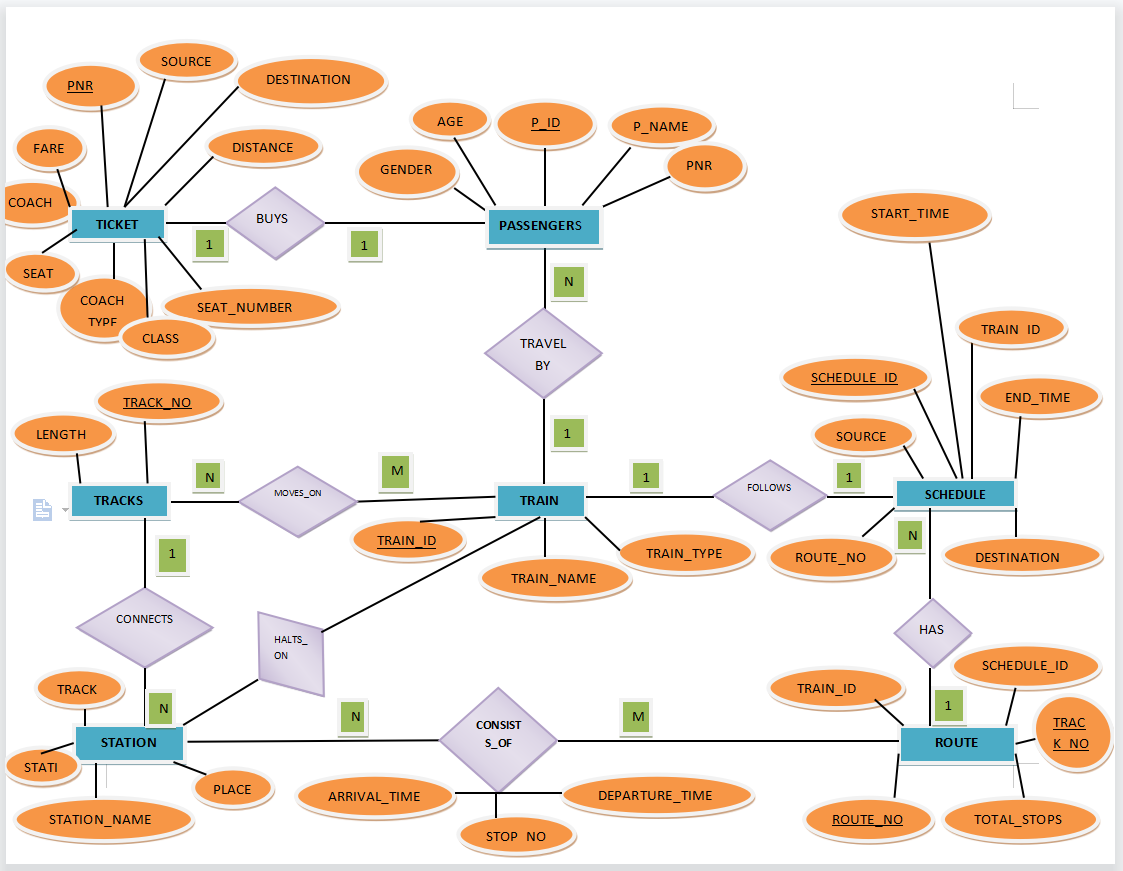 SOURCE
PNR
DESTINATION
AGE
P_ID
P_NAME
FARE
DISTANCE
GENDER
PNR
COACH
START_TIME
TICKET
BUYS
PASSENGERS
1
1
SEAT
N
COACH
TYPE
SEAT_NUMBER
CLASS
TRAIN_ID
TRAVEL
BY
SCHEDULE_ID
END_TIME
TRACK_NO
LENGTH
1
SOURCE
N
M
1
1
TRACKS
MOVES_ON
TRAIN
FOLLOWS
SCHEDULE
TRAIN_ID
N
1
TRAIN_TYPE
ROUTE_NO
DESTINATION
TRAIN_NAME
CONNECTS
HALTS_
ON
HAS
SCHEDULE_ID
TRACK
TRAIN_ID
N
N
M
1
CONSIST
S_OF
TRAC
K_NO
STATION
ROUTE
STATI
PLACE
ARRIVAL_TIME
DEPARTURE_TIME
STATION_NAME
STOP_NO
ROUTE_NO
TOTAL_STOPS